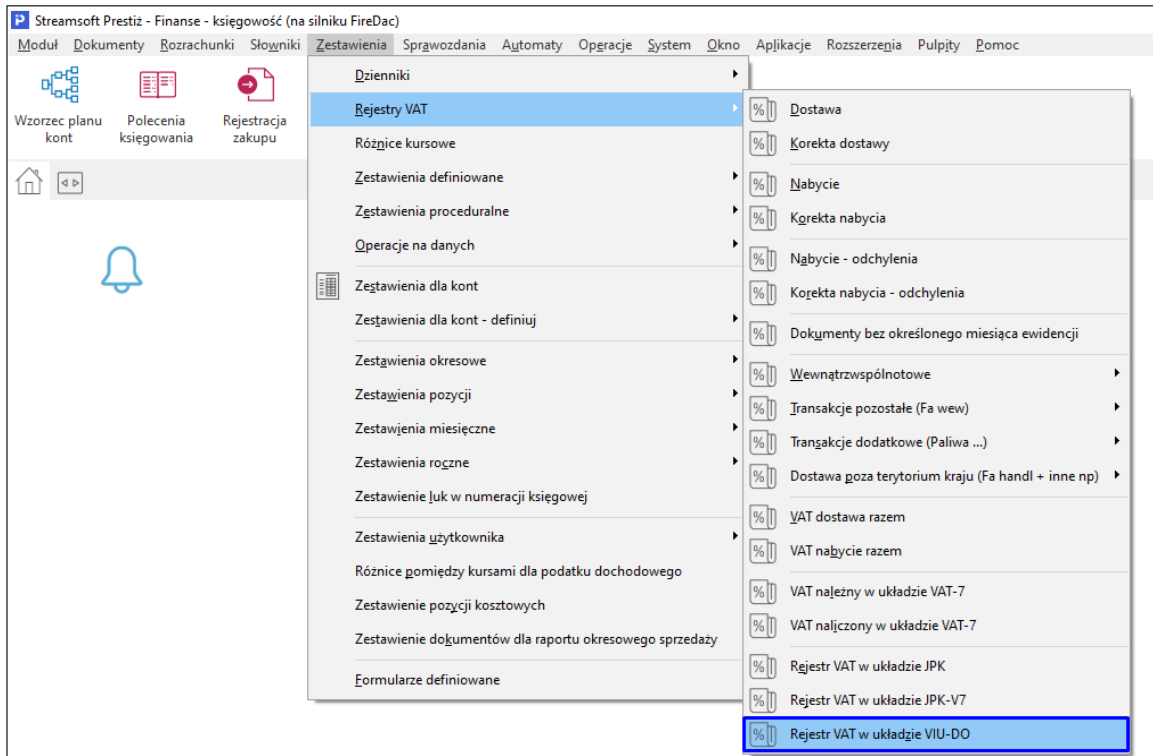 Streamsoft Prestiż - Finanse - księgowość (na silniku FireDac)
Moduł Dokumenty Rozrachunki Słowniki Zestawienia Sprawozdania Automaty Operacje System Okno Aplikacje Rozszerzenia Pulpity Pomoc
Wzorzec planu kont
Polecenia księgowania
Rejestracja zakupu
Dzienniki
Rejestry VAT
Różnice kursowe
Zestawienia definiowane
Zestawienia proceduralne
Operacje na danych
Zestawienia dla kont
Zestawienia dla kont - definiuj
Zestawienia okresowe
Zestawienia pozycji
Zestawienia miesięczne
Zestawienia roczne
Zestawienie luk w numeracji księgowej
Zestawienia użytkownika
Różnice pomiędzy kursami dla podatku dochodowego
Zestawienie pozycji kosztowych
Zestawienie dokumentów dla raportu okresowego sprzedaży
Formularze definiowane
Dostawa
Korekta dostawy
Nabycie
Korekta nabycia
Nabycie - odchylenia
Korekta nabycia - odchylenia
Dokumenty bez określonego miesiąca ewidencji
Wewnątrzwspólnotowe
Transakcje pozostałe (Fa wew)
Transakcje dodatkowe (Paliwa ...)
Dostawa poza terytorium kraju (Fa handl + inne np)
VAT dostawa razem
VAT nabycie razem
VAT należny w układzie VAT-7
VAT naliczony w układzie VAT-7
Rejestr VAT w układzie JPK
Rejestr VAT w układzie JPK-V7
Rejestr VAT w układzie VIU-DO